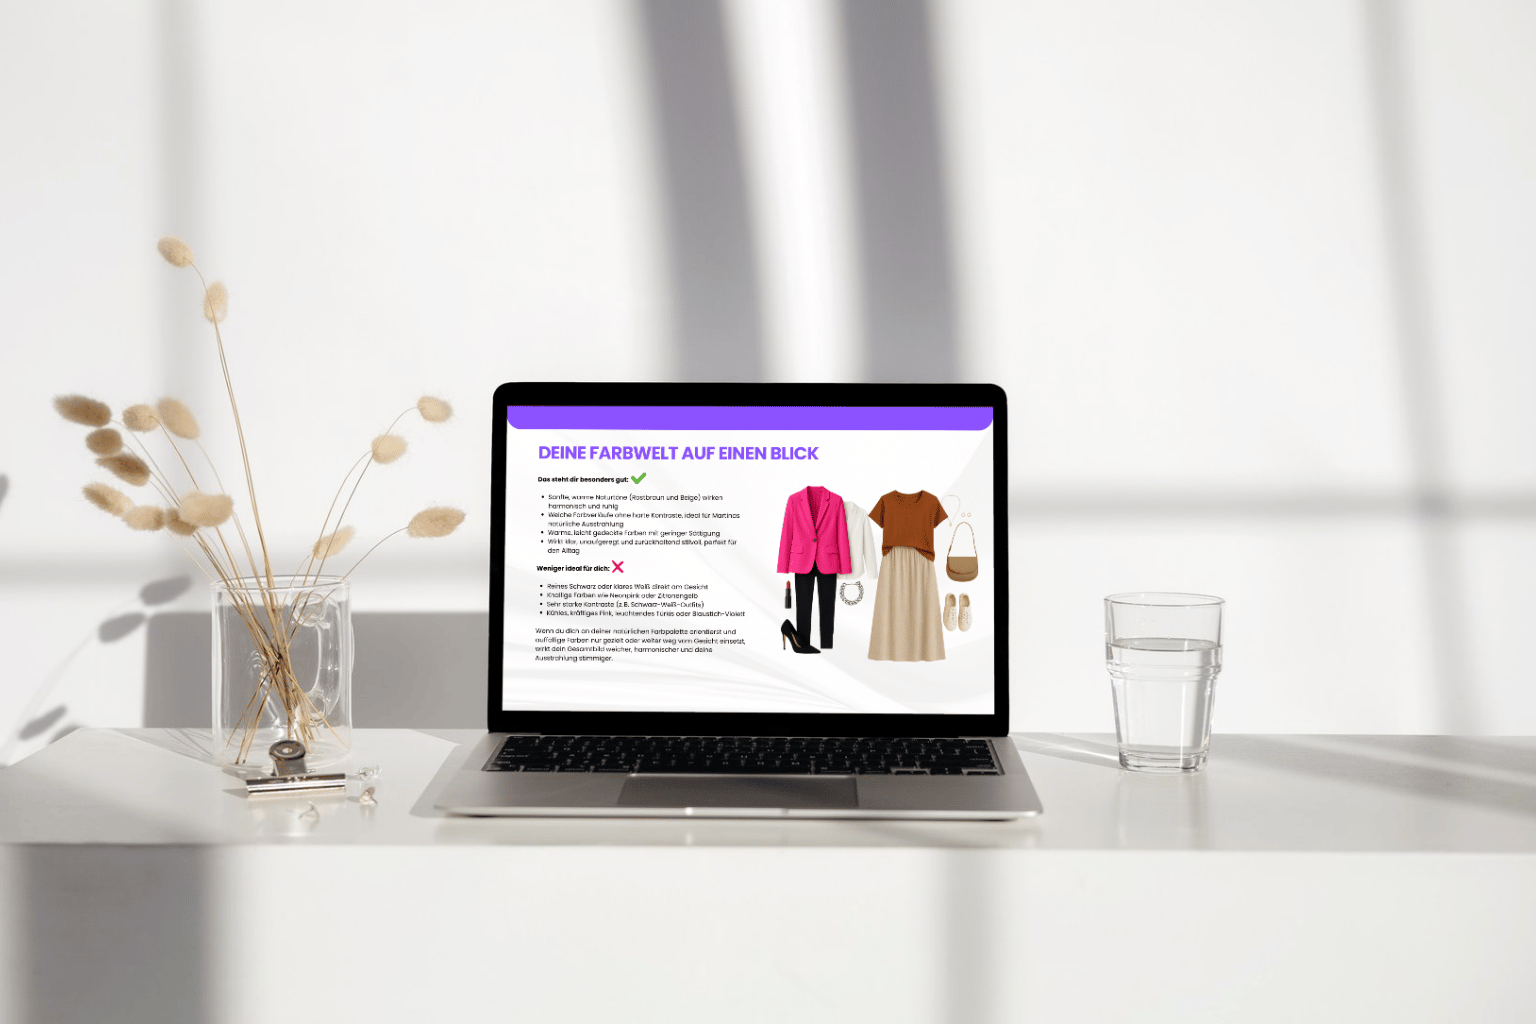 DEINE FARBWELT AUF EINEN BLICK
Das steht dir besonders gut:
Sanfte, warme Naturtöne (Rostbraun und Beige) wirken
harmonisch und ruhig
Weiche Farbverläufe ohne harte Kontraste, ideal für Martinas
natürliche Ausstrahlung
Warme, leicht gedeckte Farben mit geringer Sättigung
Wirkt klar, unaufgeregt und zurückhaltend stilvoll, perfekt für
den Alltag
Weniger ideal für dich:
Reines Schwarz oder klares Weiß direkt am Gesicht
Knallige Farben wie Neonpink oder Zitronengelb
Sehr starke Kontraste (z.B. Schwarz-Weiß-Outfits)
Kühles, kräftiges Pink, leuchtendes Türkis oder Blaustich-Violett
Wenn du dich an deiner natürlichen Farbpalette orientierst und
auffällige Farben nur gezielt oder weiter weg vom Gesicht einsetzt,
wirkt dein Gesamtbild weicher, harmonischer und deine
Ausstrahlung stimmiger.